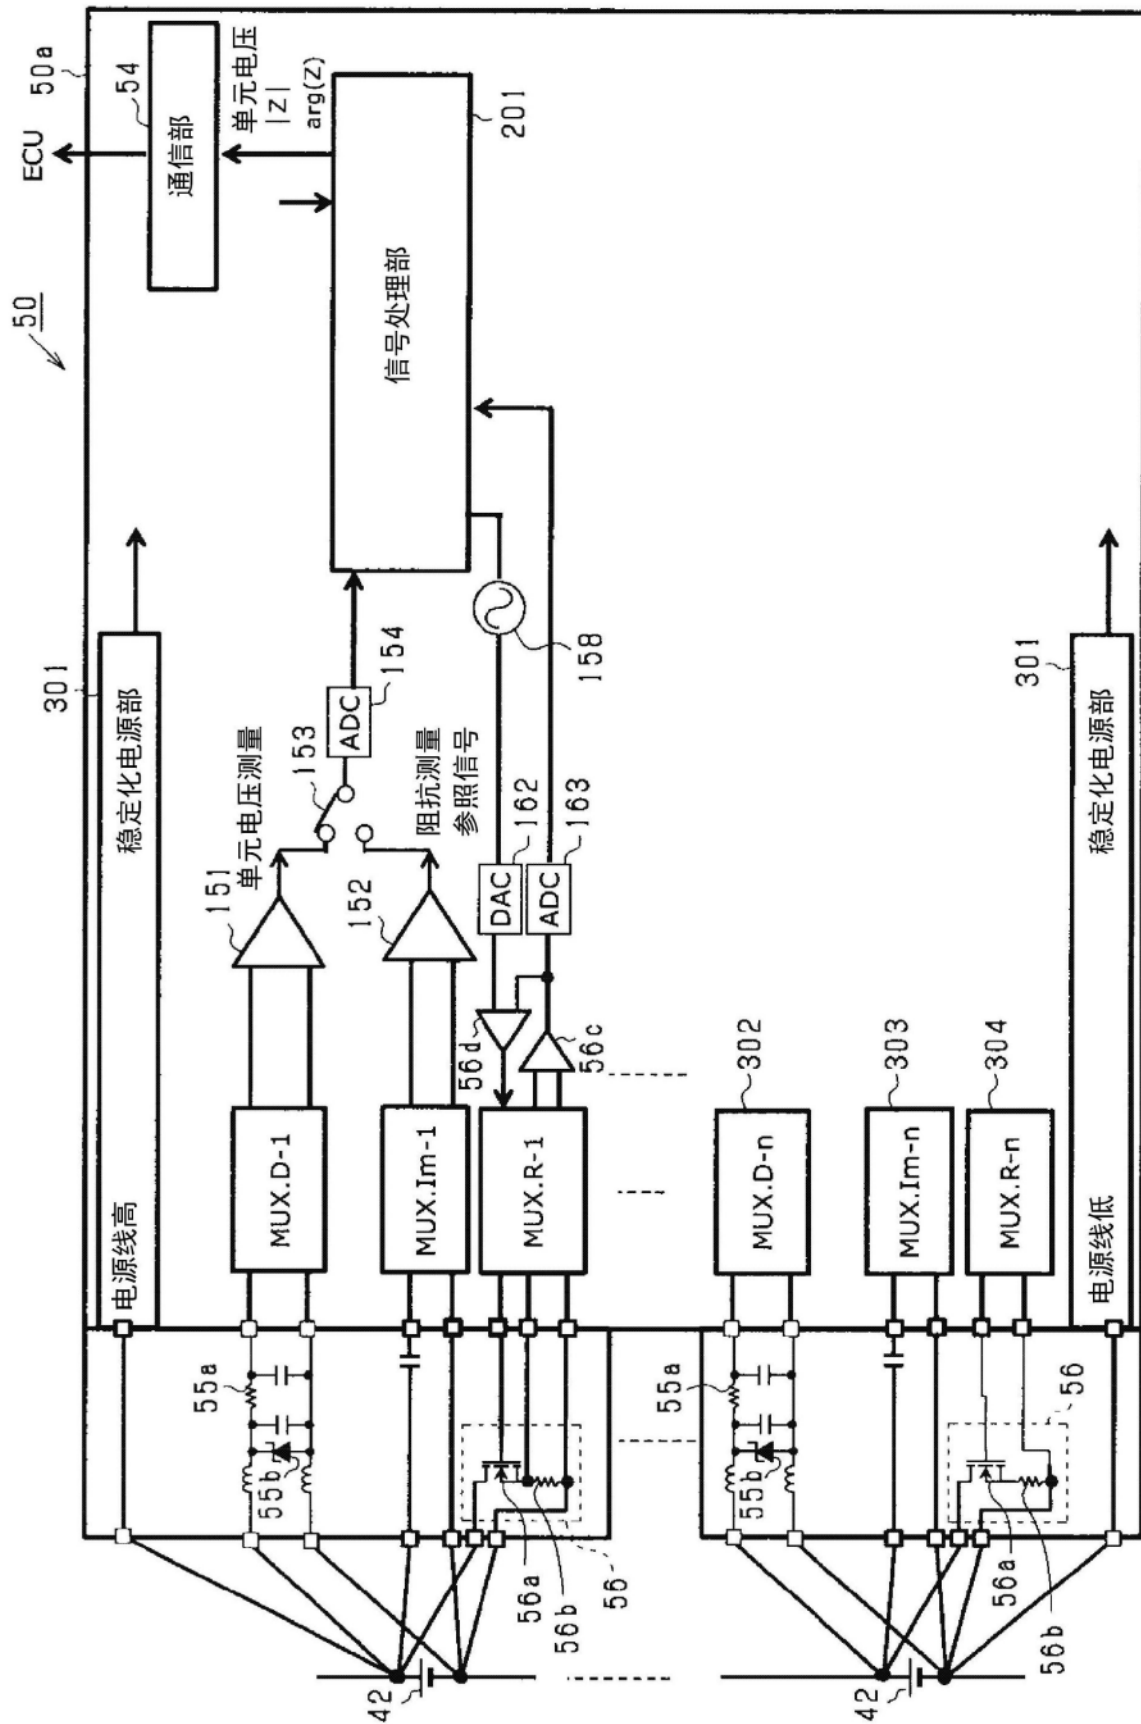 50
50a
ECU
54
通信部
单元电压
|Z|
arg(Z)
201
信号处理部
301
稳定化电源部
电源线高
151
单元电压测量
153
ADC
154
152
阻抗测量
参照信号
158
DAC
162
ADC
163
56d
56c
MUX.D-1
MUX.Im-1
MUX.R-1
55a
55b
56a
56b
56
42
MUX.D-n
302
MUX.Im-n
303
MUX.R-n
304
55a
55b
56
56a
56b
42
301
稳定化电源部
电源线低